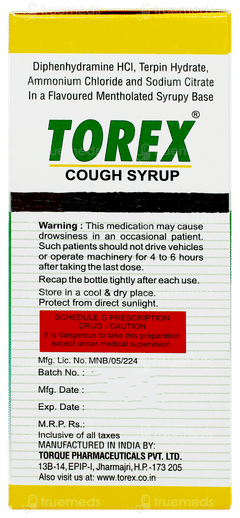 Diphenhydramine HCl, Terpin Hydrate,
Ammonium Chloride and Sodium Citrate
In a Flavoured Mentholated Syrupy Base
TOREX®
COUGH SYRUP
Warning : This medication may cause
drowsiness in an occasional patient.
Such patients should not drive vehicles
or operate machinery for 4 to 6 hours
after taking the last dose.
Recap the bottle tightly after each use.
Store in a cool & dry place.
Protect from direct sunlight.
SCHEDULE G PRESCRIPTION
DRUG - CAUTION
It is dangerous to take this preparation
except under medical supervision
Mfg. Lic. No. MNB/05/224
Batch No. :
Mfg. Date :
Exp. Date :
M.R.P. Rs.:
Inclusive of all taxes
MANUFACTURED IN INDIA BY:
TORQUE PHARMACEUTICALS PVT. LTD.
13B-14, EPIP-I, Jharmajri, H.P.-173 205
Also visit us at: www.torex.co.in
truemeds
truemeds